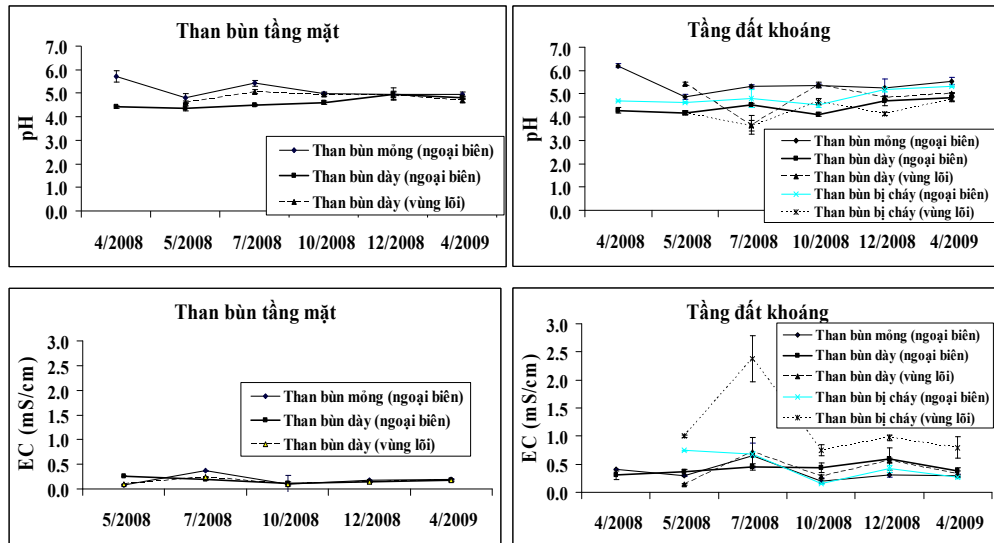 Than bùn tầng mặt
7.0
6.0
5.0
4.0
3.0
2.0
1.0
0.0
pH
Than bùn mỏng (ngoại biên)
Than bùn dày (ngoại biên)
Than bùn dày (vùng lõi)
4/2008 5/2008 7/2008 10/2008 12/2008 4/2009
Tầng đất khoáng
7.0
6.0
5.0
4.0
3.0
2.0
1.0
0.0
pH
Than bùn mỏng (ngoại biên)
Than bùn dày (ngoại biên)
Than bùn dày (vùng lõi)
Than bùn bị cháy (ngoại biên)
Than bùn bị cháy (vùng lõi)
4/2008 5/2008 7/2008 10/2008 12/2008 4/2009
Than bùn tầng mặt
3.0
2.5
2.0
1.5
1.0
0.5
0.0
EC (mS/cm)
Than bùn mỏng (ngoại biên)
Than bùn dày (ngoại biên)
Than bùn dày (vùng lõi)
5/2008 7/2008 10/2008 12/2008 4/2009
Tầng đất khoáng
3.0
2.5
2.0
1.5
1.0
0.5
0.0
EC (mS/cm)
Than bùn mỏng (ngoại biên)
Than bùn dày (ngoại biên)
Than bùn dày (vùng lõi)
Than bùn bị cháy (ngoại biên)
Than bùn bị cháy (vùng lõi)
4/2008 5/2008 7/2008 10/2008 12/2008 4/2009